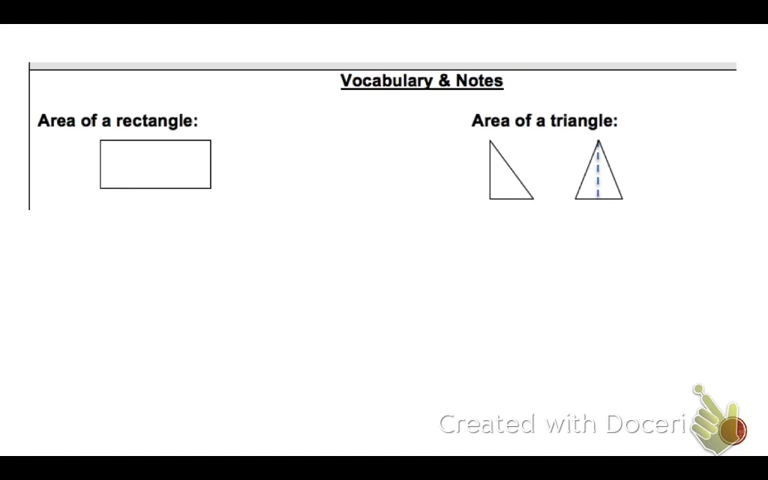 Vocabulary & Notes
Area of a rectangle:
Area of a triangle:
Created with Doceri